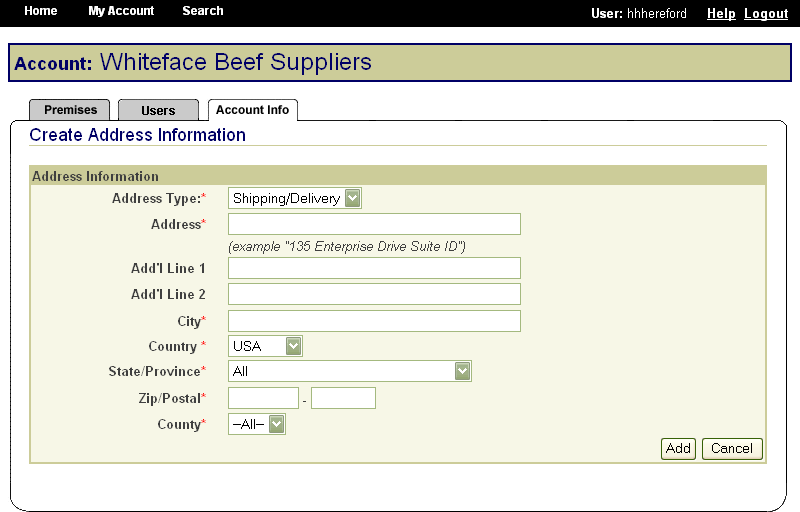 Home My Account Search User: hhhereford Help Logout
Account: Whiteface Beef Suppliers
Premises Users Account Info
Create Address Information
Address Information
Address Type:* Shipping/Delivery
Address*
(example "135 Enterprise Drive Suite ID")
Add'l Line 1
Add'l Line 2
City*
Country * USA
State/Province* All
Zip/Postal* -
County* --All--
Add Cancel